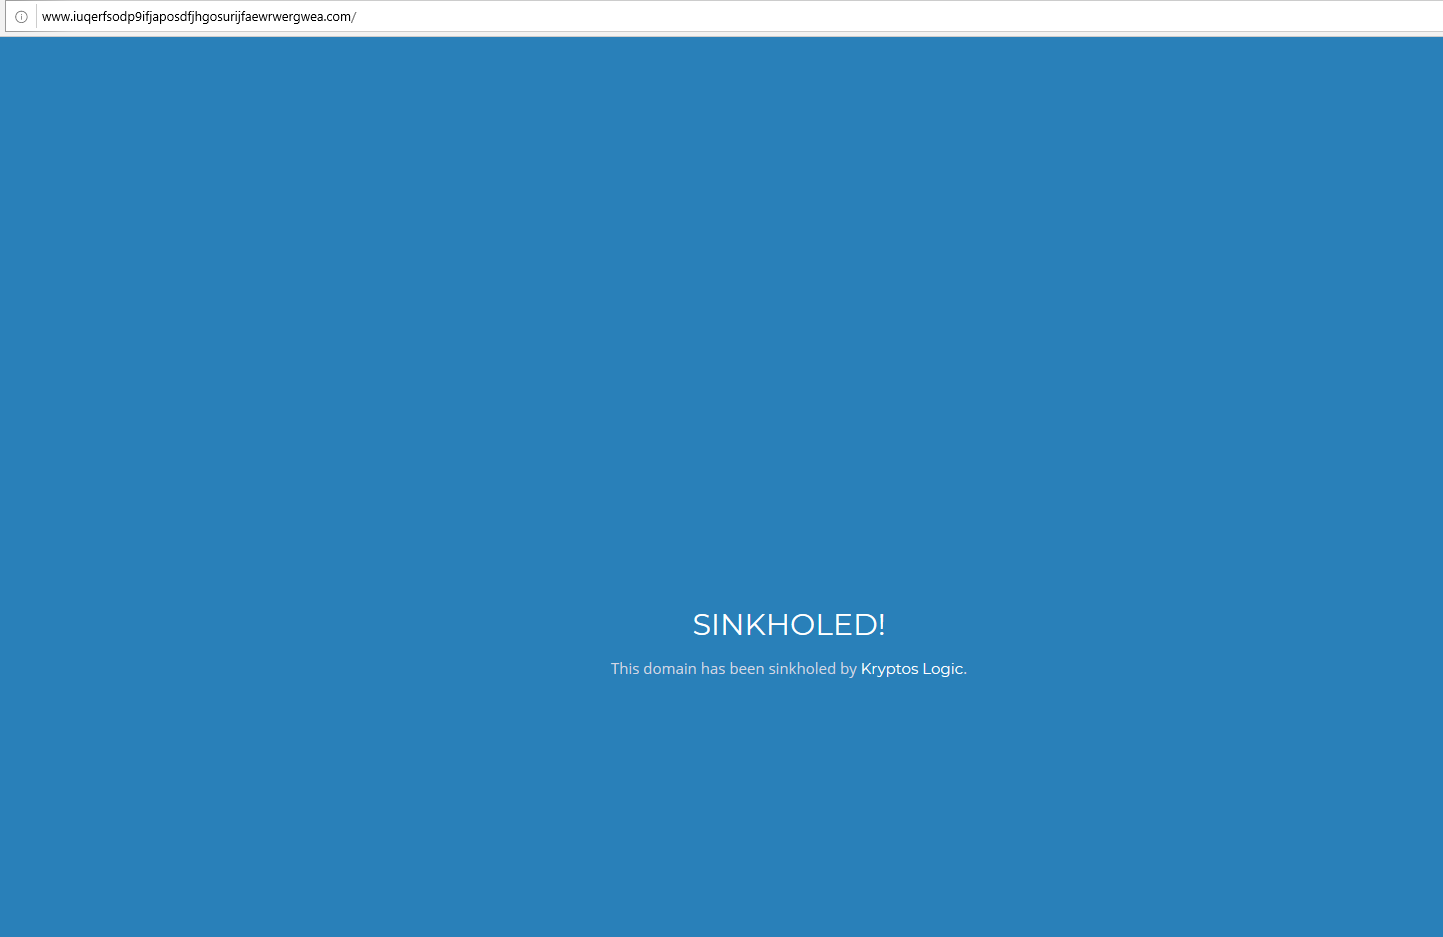 www.iuqerfsodp9ifjaposdfjhgosurijfaewrwergwea.com/
SINKHOLED!
This domain has been sinkholed by Kryptos Logic.